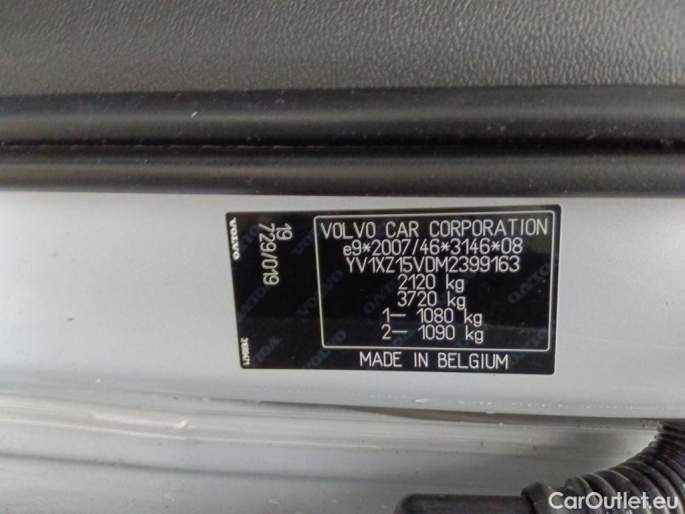 VOLVO
19
729/019
VOLVO CAR CORPORATION
e9*2007/46*3146*08
YV1XZ15VDM2399163
2120 kg
3720 kg
1— 1080 kg
2— 1090 kg
MADE IN BELGIUM
VOLVO
CarOutlet.eu